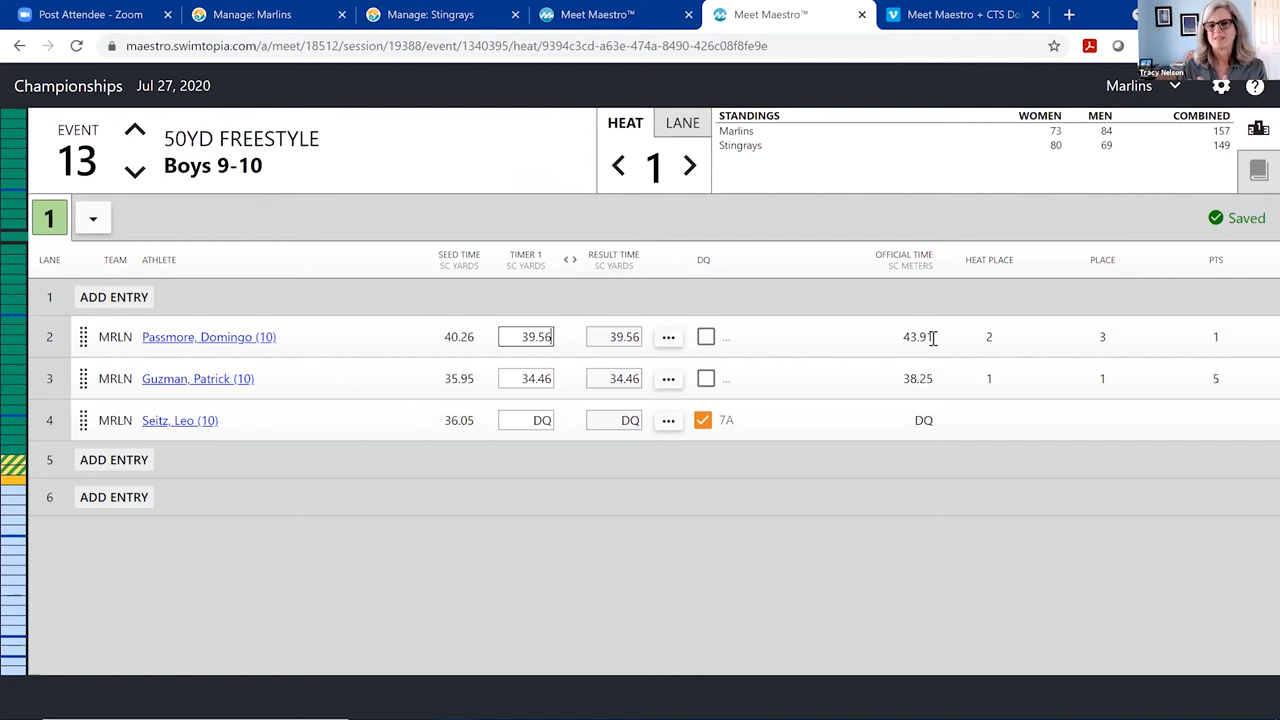 Post Attendee - Zoom
Manage: Marlins
Manage: Stingrays
Meet Maestro™
Meet Maestro™
Meet Maestro + CTS Do
maestro.swimtopia.com/a/meet/18512/session/19388/event/1340395/heat/9394c3cd-a63e-474a-8490-426c08f8fe9e
Tracy Nelson
Championships Jul 27, 2020
Marlins
EVENT
13
50YD FREESTYLE
Boys 9-10
HEAT LANE
1
STANDINGS WOMEN MEN COMBINED
Marlins 73 84 157
Stingrays 80 69 149
1
Saved
LANE TEAM ATHLETE SEED TIME SC YARDS TIMER 1 SC YARDS <> RESULT TIME SC YARDS DQ OFFICIAL TIME SC METERS HEAT PLACE PLACE PTS
1 ADD ENTRY
2 MRLN Passmore, Domingo (10) 40.26 39.56 39.56 ... ... 43.91 2 3 1
3 MRLN Guzman, Patrick (10) 35.95 34.46 34.46 ... ... 38.25 1 1 5
4 MRLN Seitz, Leo (10) 36.05 DQ DQ ... 7A DQ
5 ADD ENTRY
6 ADD ENTRY